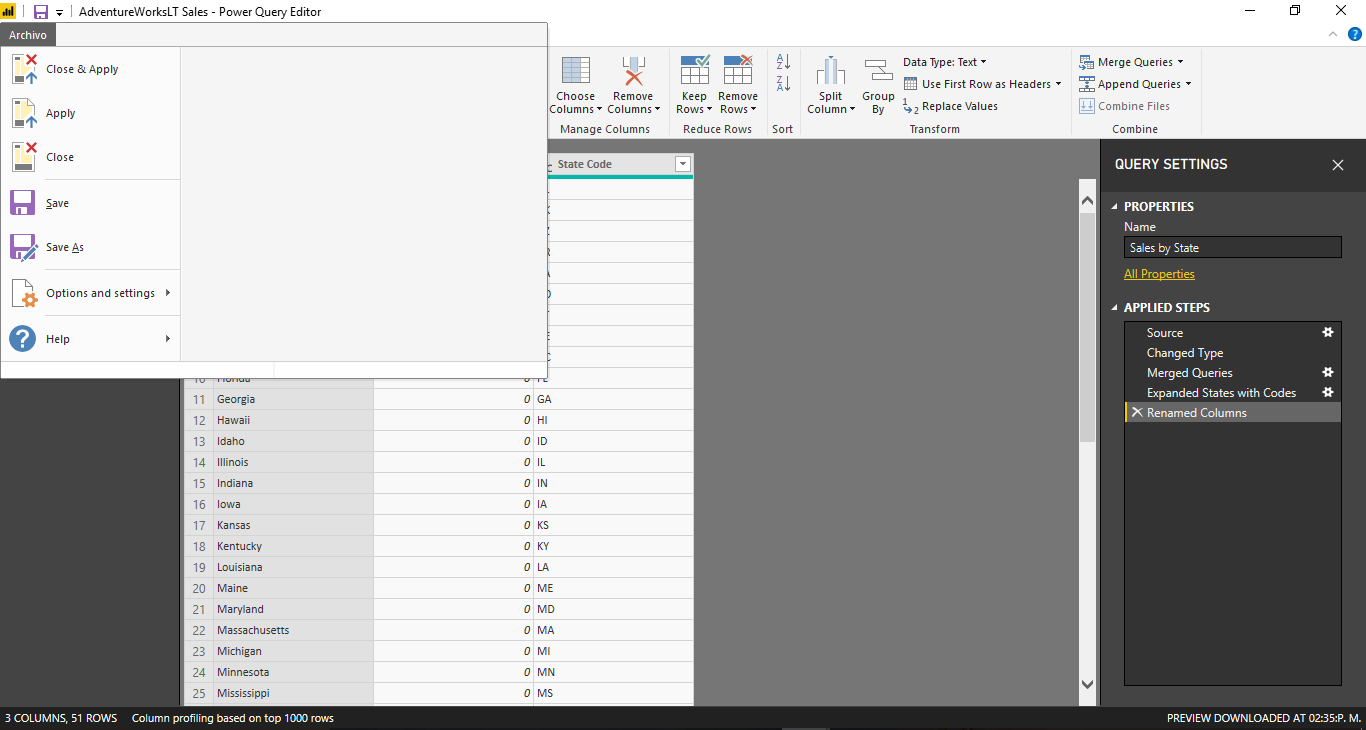 AdventureWorksLT Sales - Power Query Editor
Archivo
Close & Apply
Apply
Close
Save
Save As
Options and settings
Help
Choose Columns
Remove Columns
Manage Columns
Keep Rows
Remove Rows
Reduce Rows
Sort
Split Column
Group By
Data Type: Text
Use First Row as Headers
Replace Values
Transform
Merge Queries
Append Queries
Combine Files
Combine
State Code
11 Georgia 0 GA
12 Hawaii 0 HI
13 Idaho 0 ID
14 Illinois 0 IL
15 Indiana 0 IN
16 Iowa 0 IA
17 Kansas 0 KS
18 Kentucky 0 KY
19 Louisiana 0 LA
20 Maine 0 ME
21 Maryland 0 MD
22 Massachusetts 0 MA
23 Michigan 0 MI
24 Minnesota 0 MN
25 Mississippi 0 MS
QUERY SETTINGS
PROPERTIES
Name
Sales by State
All Properties
APPLIED STEPS
Source
Changed Type
Merged Queries
Expanded States with Codes
Renamed Columns
3 COLUMNS, 51 ROWS
Column profiling based on top 1000 rows
PREVIEW DOWNLOADED AT 02:35:P. M.